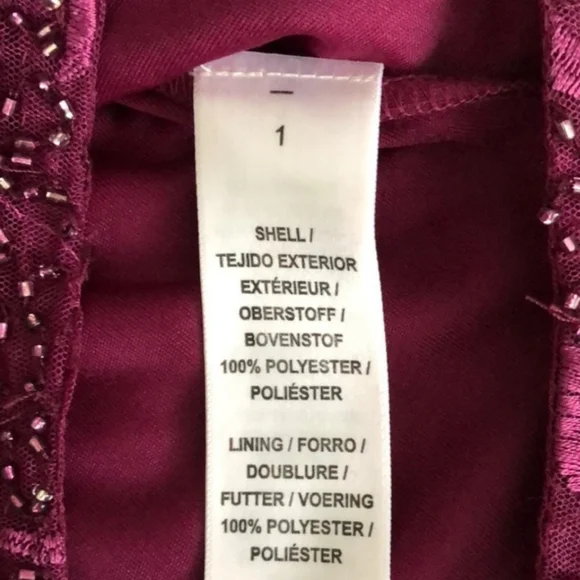 1
SHELL /
TEJIDO EXTERIOR
EXTÉRIEUR /
OBERSTOFF /
BOVENSTOF
100% POLYESTER /
POLIÉSTER
LINING / FORRO /
DOUBLURE /
FUTTER / VOERING
100% POLYESTER /
POLIÉSTER